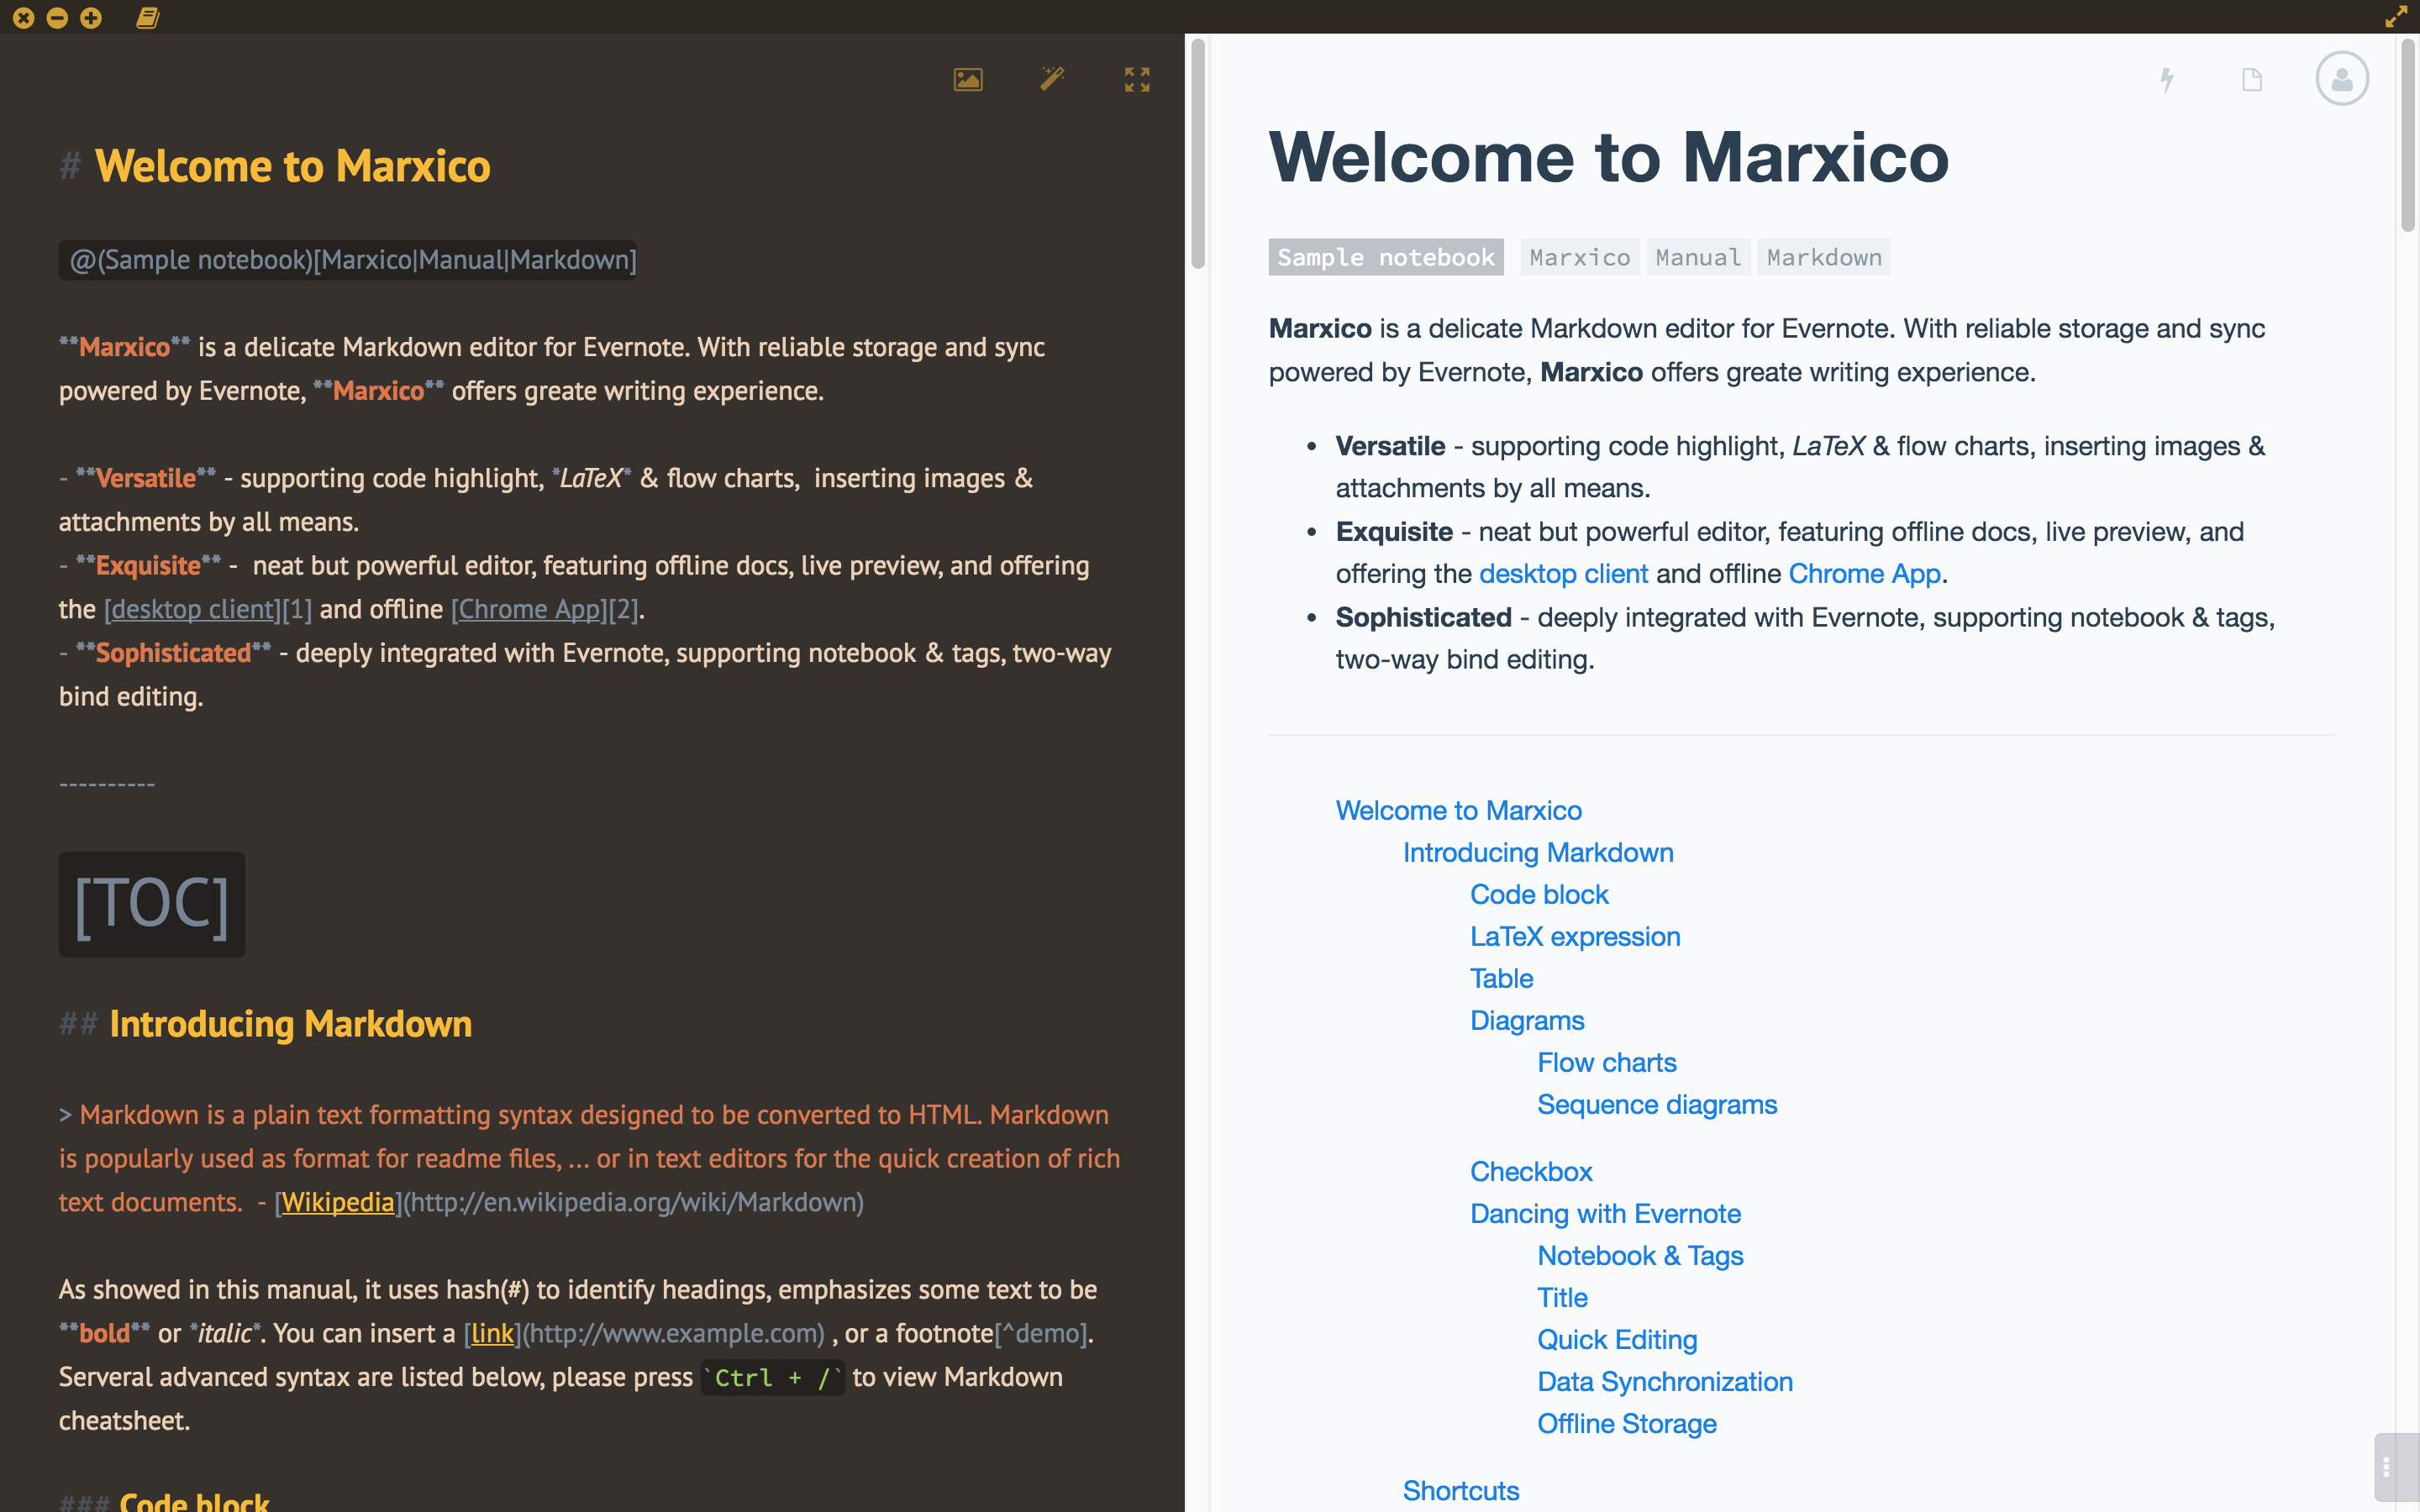 # Welcome to Marxico
@(Sample notebook)[Marxico|Manual|Markdown]
**Marxico** is a delicate Markdown editor for Evernote. With reliable storage and sync
powered by Evernote, **Marxico** offers greate writing experience.
- **Versatile** - supporting code highlight, *LaTeX* & flow charts,  inserting images &
attachments by all means.
- **Exquisite** -  neat but powerful editor, featuring offline docs, live preview, and offering
the [desktop client][1] and offline [Chrome App][2].
- **Sophisticated** - deeply integrated with Evernote, supporting notebook & tags, two-way
bind editing.
----------
[TOC]
## Introducing Markdown
> Markdown is a plain text formatting syntax designed to be converted to HTML. Markdown
is popularly used as format for readme files, ... or in text editors for the quick creation of rich
text documents.  - [Wikipedia](http://en.wikipedia.org/wiki/Markdown)
As showed in this manual, it uses hash(#) to identify headings, emphasizes some text to be
**bold** or *italic*. You can insert a [link](http://www.example.com) , or a footnote[^demo].
Serveral advanced syntax are listed below, please press `Ctrl + /` to view Markdown
cheatsheet.
### Code block
Welcome to Marxico
Sample notebook Marxico Manual Markdown
Marxico is a delicate Markdown editor for Evernote. With reliable storage and sync
powered by Evernote, Marxico offers greate writing experience.
• Versatile - supporting code highlight, LaTeX & flow charts, inserting images &
attachments by all means.
• Exquisite - neat but powerful editor, featuring offline docs, live preview, and
offering the desktop client and offline Chrome App.
• Sophisticated - deeply integrated with Evernote, supporting notebook & tags,
two-way bind editing.
Welcome to Marxico
Introducing Markdown
Code block
LaTeX expression
Table
Diagrams
Flow charts
Sequence diagrams
Checkbox
Dancing with Evernote
Notebook & Tags
Title
Quick Editing
Data Synchronization
Offline Storage
Shortcuts